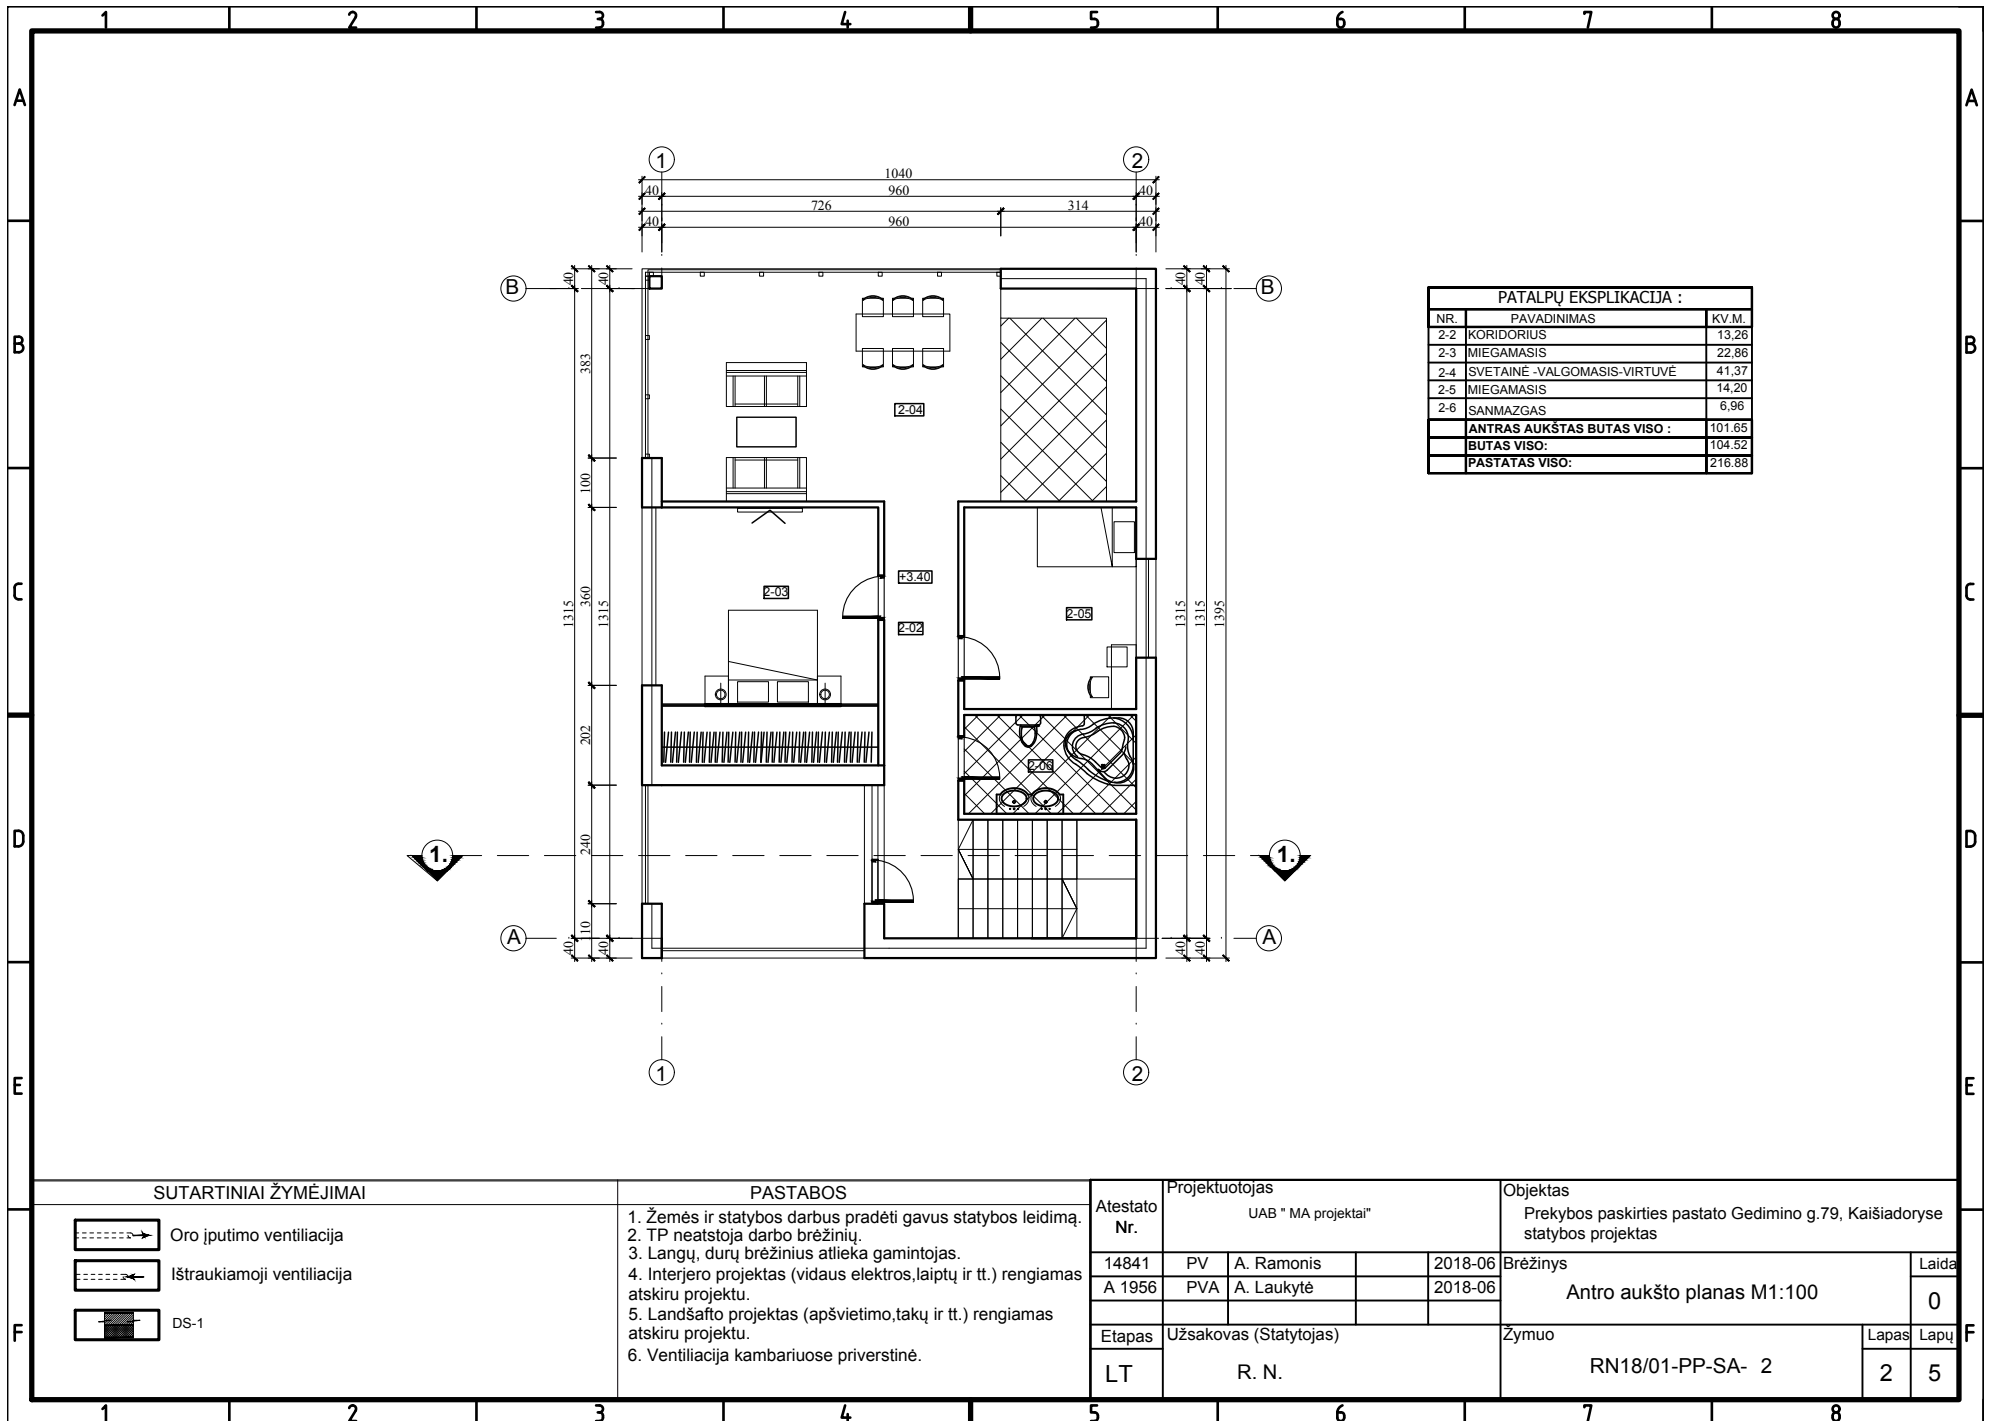 1 2 3 4 5 6 7 8
A A
1 2
1040
40 960 40
726 314
40 960 40
B B
40 40 40 40
PATALPŲ EKSPLIKACIJA :
NR. PAVADINIMAS KV.M.
2-2 KORIDORIUS 13,26
2-3 MIEGAMASIS 22,86
2-4 SVETAINĖ -VALGOMASIS-VIRTUVĖ 41,37
2-5 MIEGAMASIS 14,20
2-6 SANMAZGAS 6,96
ANTRAS AUKŠTAS BUTAS VISO : 101.65
BUTAS VISO: 104.52
PASTATAS VISO: 216.88
B B
383
2-04
100
+3.40
C C
2-03
360
1315 1315 1315 1315 1395
2-05
2-02
202
2-06
D D
240
1. 1.
110
A A
40 40 40 40
1 2
E E
SUTARTINIAI ŽYMĖJIMAI
Oro įputimo ventiliacija
Ištraukiamoji ventiliacija
DS-1
PASTABOS
1. Žemės ir statybos darbus pradėti gavus statybos leidimą.
2. TP neatstoja darbo brėžinių.
3. Langų, durų brėžinius atlieka gamintojas.
4. Interjero projektas (vidaus elektros,laiptų ir tt.) rengiamas
atskiru projektu.
5. Landšafto projektas (apšvietimo,takų ir tt.) rengiamas
atskiru projektu.
6. Ventiliacija kambariuose priverstinė.
Atestato
Nr.
Projektuotojas
UAB " MA projektai"
Objektas
Prekybos paskirties pastato Gedimino g.79, Kaišiadoryse
statybos projektas
14841 PV A. Ramonis 2018-06
A 1956 PVA A. Laukytė 2018-06
Brėžinys
Antro aukšto planas M1:100
Laida
0
Etapas
LT
Užsakovas (Statytojas)
R. N.
Žymuo
RN18/01-PP-SA- 2
Lapas Lapų
2 5
F F
1 2 3 4 5 6 7 8